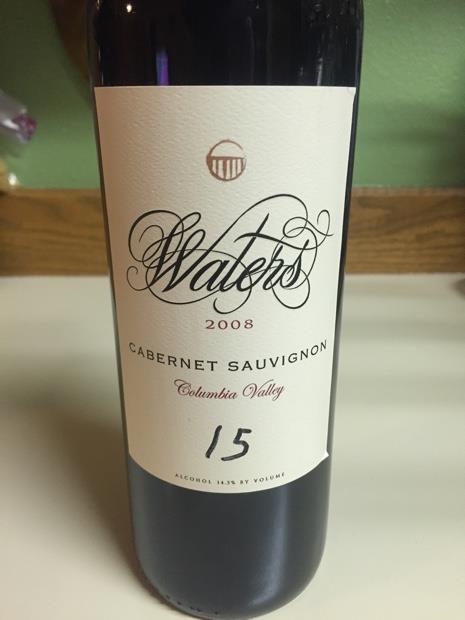 Waters
2008
CABERNET SAUVIGNON
Columbia Valley
15
ALCOHOL 14.3% BY VOLUME